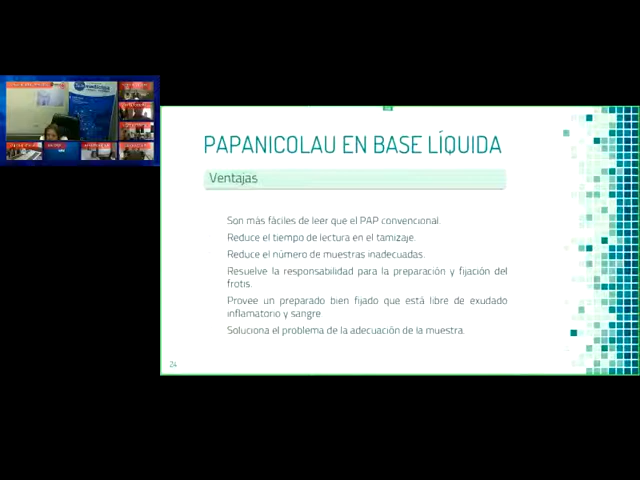 PAPANICOLAU EN BASE LÍQUIDA
Ventajas
Son más fáciles de leer que el PAP convencional.
Reduce el tiempo de lectura en el tamizaje.
Reduce el número de muestras inadecuadas.
Resuelve la responsabilidad para la preparación y fijación del
frotis.
Provee un preparado bien fijado que está libre de exudado
inflamatorio y sangre
Soluciona el problema de la adecuación de la muestra.
24